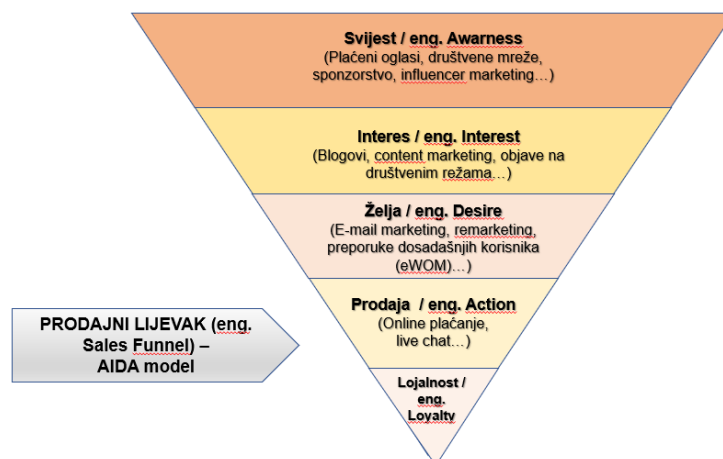 Svijest / eng. Awarness
(Plaćeni oglasi, društvene mreže,
sponzorstvo, influencer marketing…)
Interes / eng. Interest
(Blogovi, content marketing, objave na
društvenim režama…)
Želja / eng. Desire
(E-mail marketing, remarketing,
preporuke dosadašnjih korisnika
(eWOM)…)
Prodaja / eng. Action
(Online plaćanje,
live chat…)
Lojalnost /
eng.
Loyalty
PRODAJNI LIJEVAK (eng.
Sales Funnel) –
AIDA model